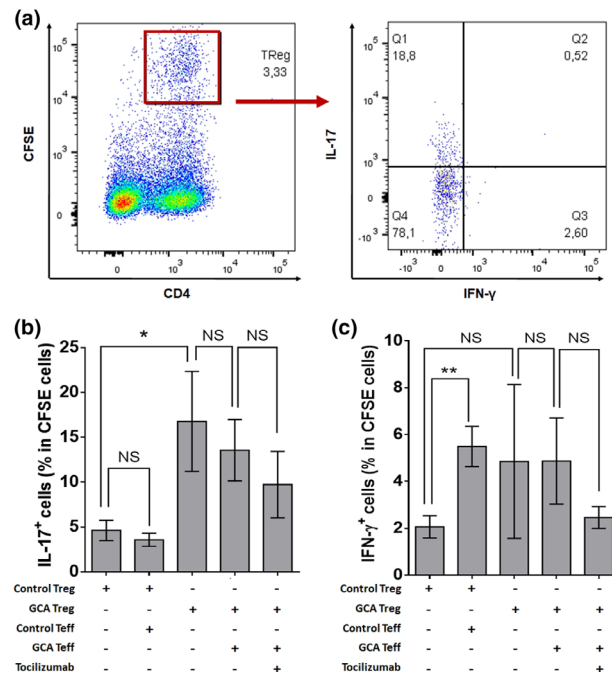 (a)
TReg
3,33
10^5
10^4
10^3
0
0
10^3
10^4
10^5
CFSE
CD4
Q1
18,8
Q2
0,52
Q4
78,1
Q3
2,60
10^5
10^4
10^3
0
-10^3
-10^3
0
10^3
10^4
10^5
IL-17
IFN-γ
(b)
IL-17+ cells (% in CFSE cells)
25
20
15
10
5
0
*
NS
NS
NS
Control Treg + + - - -
GCA Treg - - + + +
Control Teff - + - - -
GCA Teff - - - + +
Tocilizumab - - - - +
(c)
IFN-γ+ cells (% in CFSE cells)
10
8
6
4
2
0
NS
NS
NS
**
Control Treg + + - - -
GCA Treg - - + + +
Control Teff - + - - -
GCA Teff - - - + +
Tocilizumab - - - - +